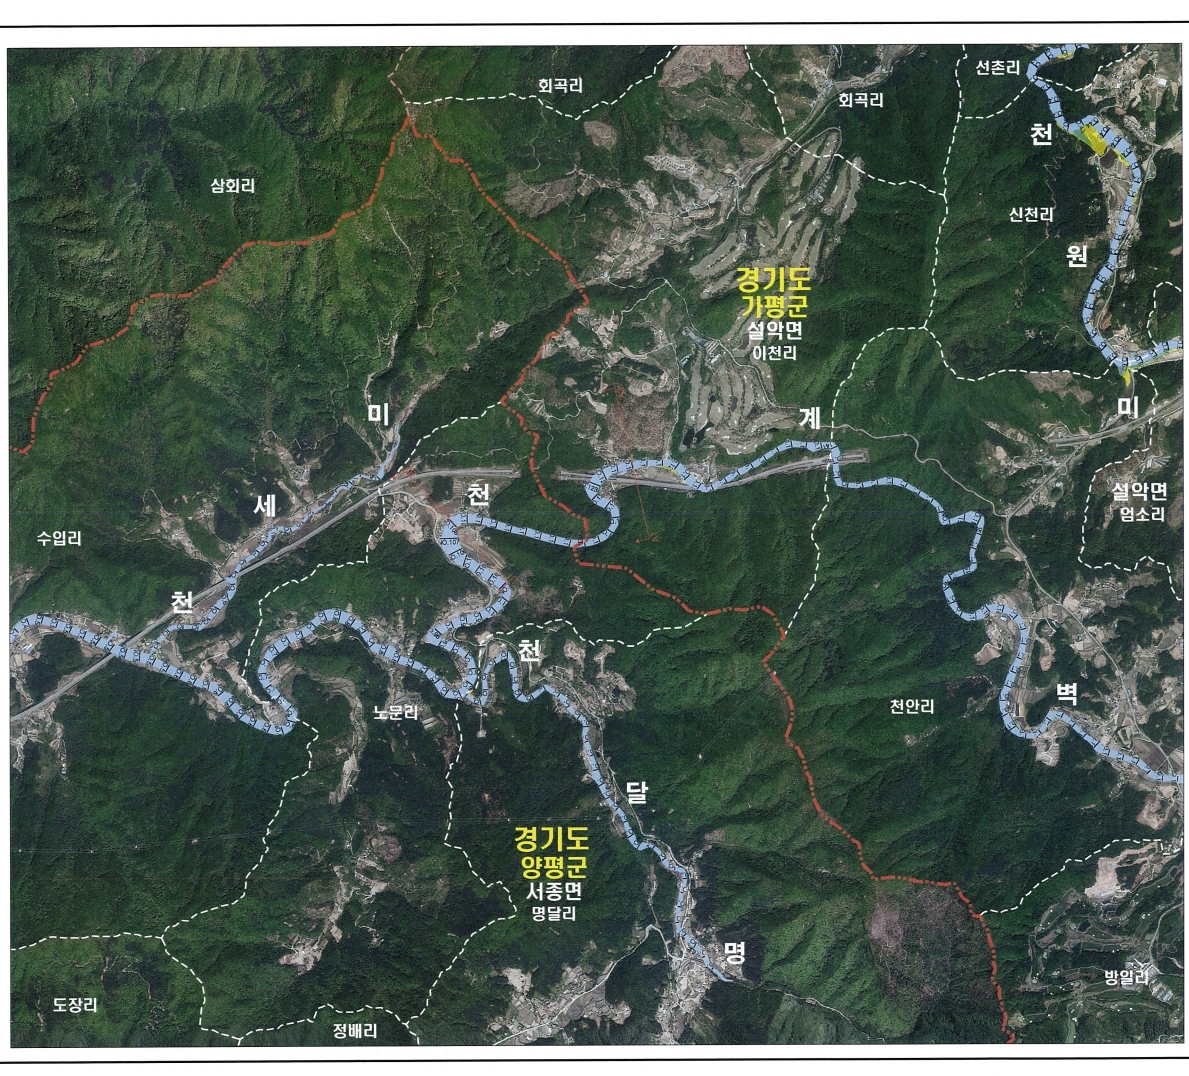 회곡리
선촌리
회곡리
천
삼회리
신천리
원
경기도
가평군
설악면
이천리
미
계
미
세
천
설악면
엄소리
수입리
천
천
벽
노문리
천안리
달
경기도
양평군
서종면
명달리
명
방일리
도장리
정배리